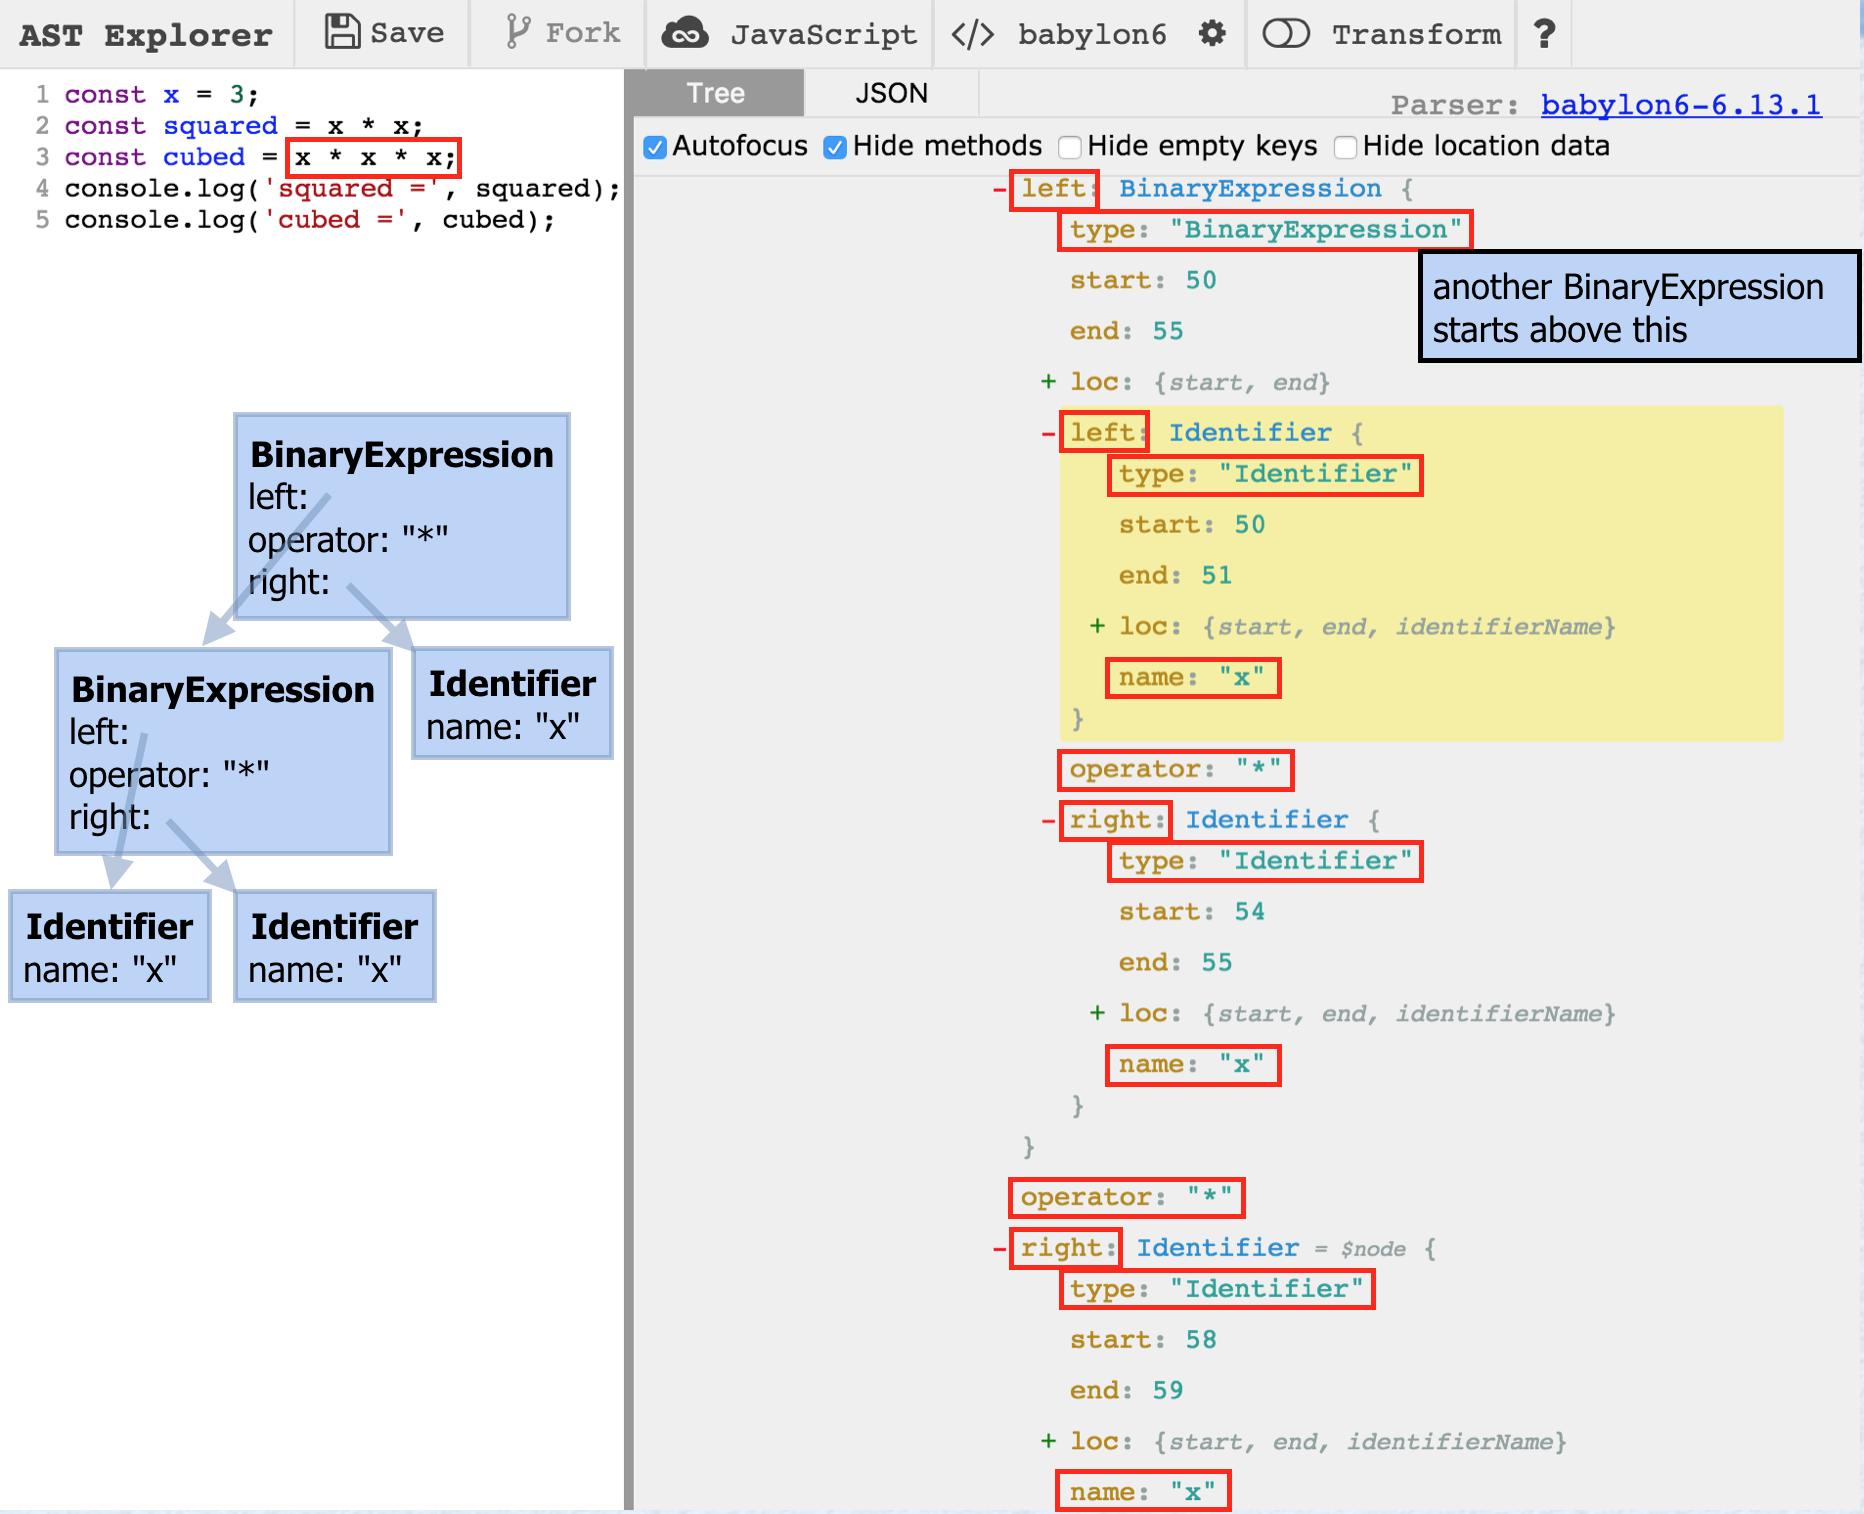 AST Explorer Save Fork JavaScript </> babylon6 Transform ?
1 const x = 3;
2 const squared = x * x;
3 const cubed = x * x * x;
4 console.log('squared =', squared);
5 console.log('cubed =', cubed);
BinaryExpression
left:
operator: "*"
right:
BinaryExpression
left:
operator: "*"
right:
Identifier
name: "x"
Identifier
name: "x"
Identifier
name: "x"
Tree JSON
Parser: babylon6-6.13.1
Autofocus Hide methods Hide empty keys Hide location data
- left: BinaryExpression {
type: "BinaryExpression"
another BinaryExpression
starts above this
start: 50
end: 55
+ loc: {start, end}
- left: Identifier {
type: "Identifier"
start: 50
end: 51
+ loc: {start, end, identifierName}
name: "x"
}
operator: "*"
- right: Identifier {
type: "Identifier"
start: 54
end: 55
+ loc: {start, end, identifierName}
name: "x"
}
}
operator: "*"
- right: Identifier = $node {
type: "Identifier"
start: 58
end: 59
+ loc: {start, end, identifierName}
name: "x"